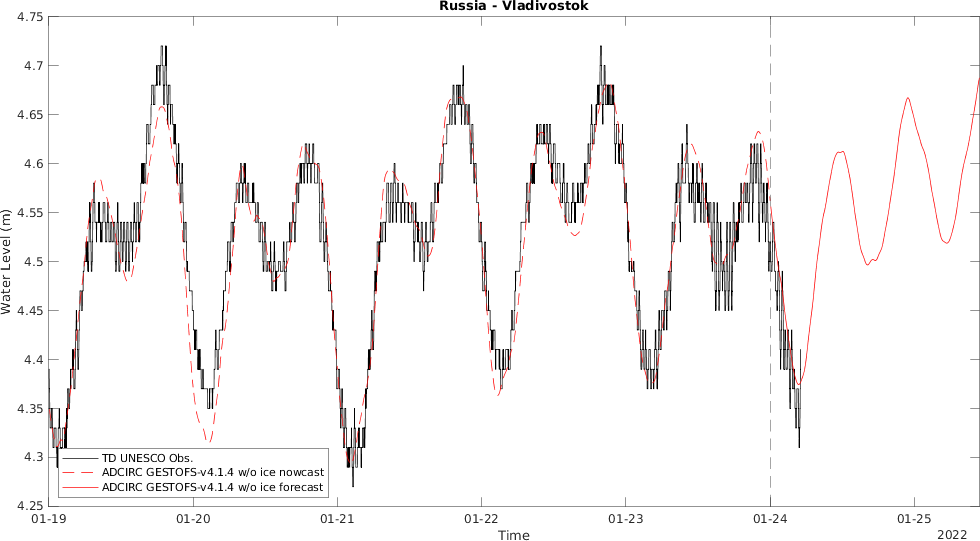 Russia - Vladivostok
4.75
4.7
4.65
4.6
4.55
4.5
4.45
4.4
4.35
4.3
4.25
Water Level (m)
TD UNESCO Obs.
ADCIRC GESTOFS-v4.1.4 w/o ice nowcast
ADCIRC GESTOFS-v4.1.4 w/o ice forecast
01-19 01-20 01-21 01-22 01-23 01-24 01-25
Time
2022